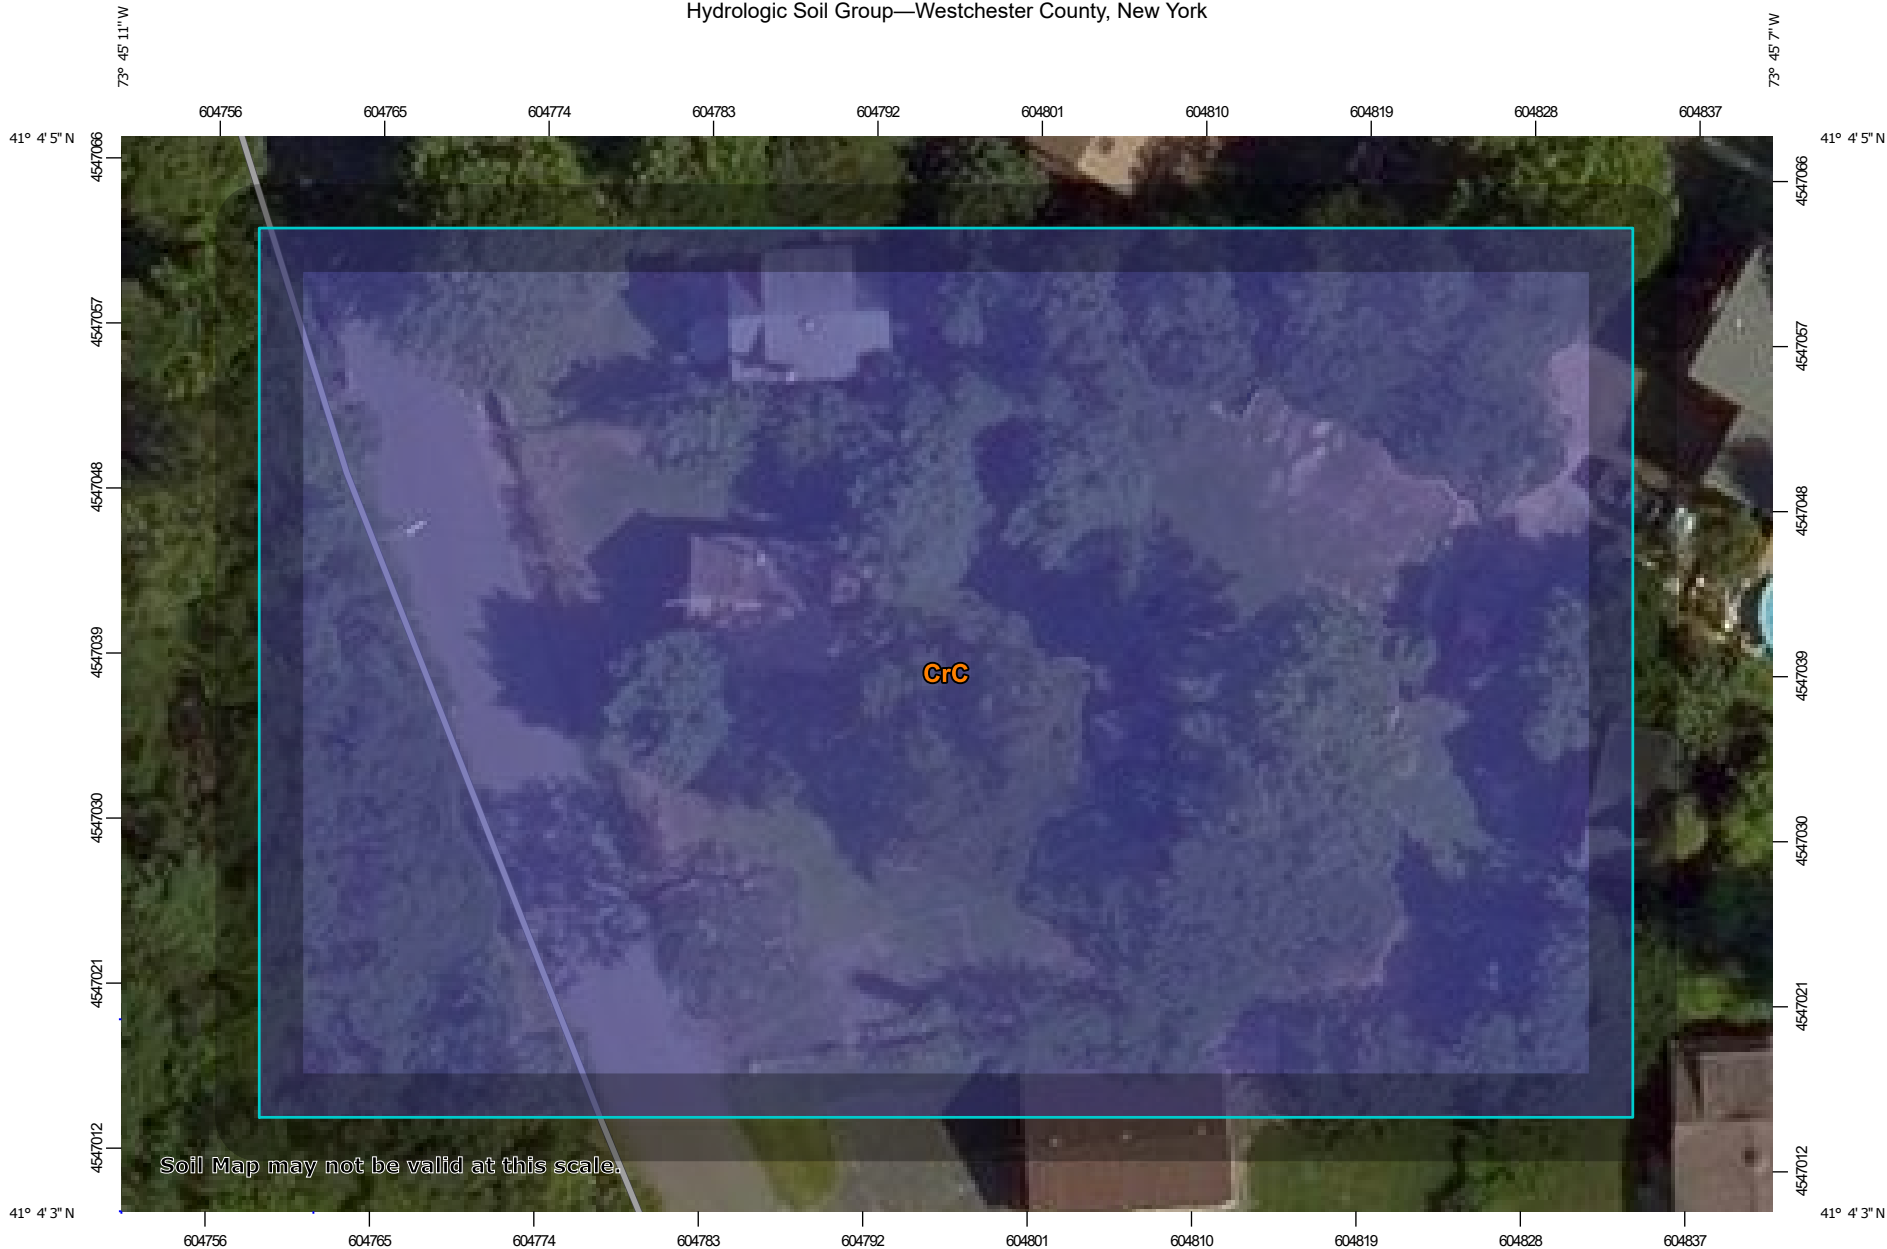 Hydrologic Soil Group—Westchester County, New York
73° 45' 11'' W
73° 45' 7'' W
604756 604765 604774 604783 604792 604801 604810 604819 604828 604837
41° 4' 5'' N
41° 4' 5'' N
4547066
4547066
4547057
4547057
4547048
4547048
4547039
4547039
CrC
4547030
4547030
4547021
4547021
4547012
4547012
Soil Map may not be valid at this scale.
41° 4' 3'' N
41° 4' 3'' N
604756 604765 604774 604783 604792 604801 604810 604819 604828 604837